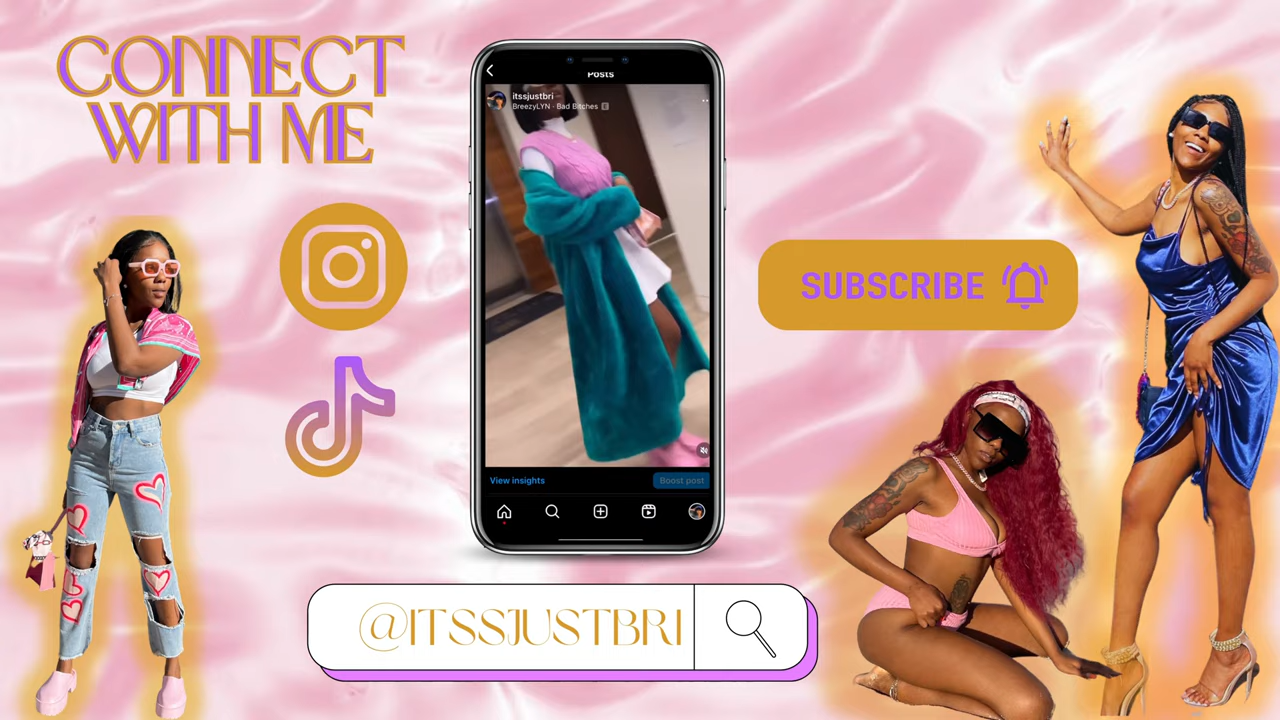 CONNECT
WITH ME
Posts
itssjustbri
BreezyLYN · Bad Bitches E
SUBSCRIBE
View insights
Boost post
@ITSSJUSTBRI